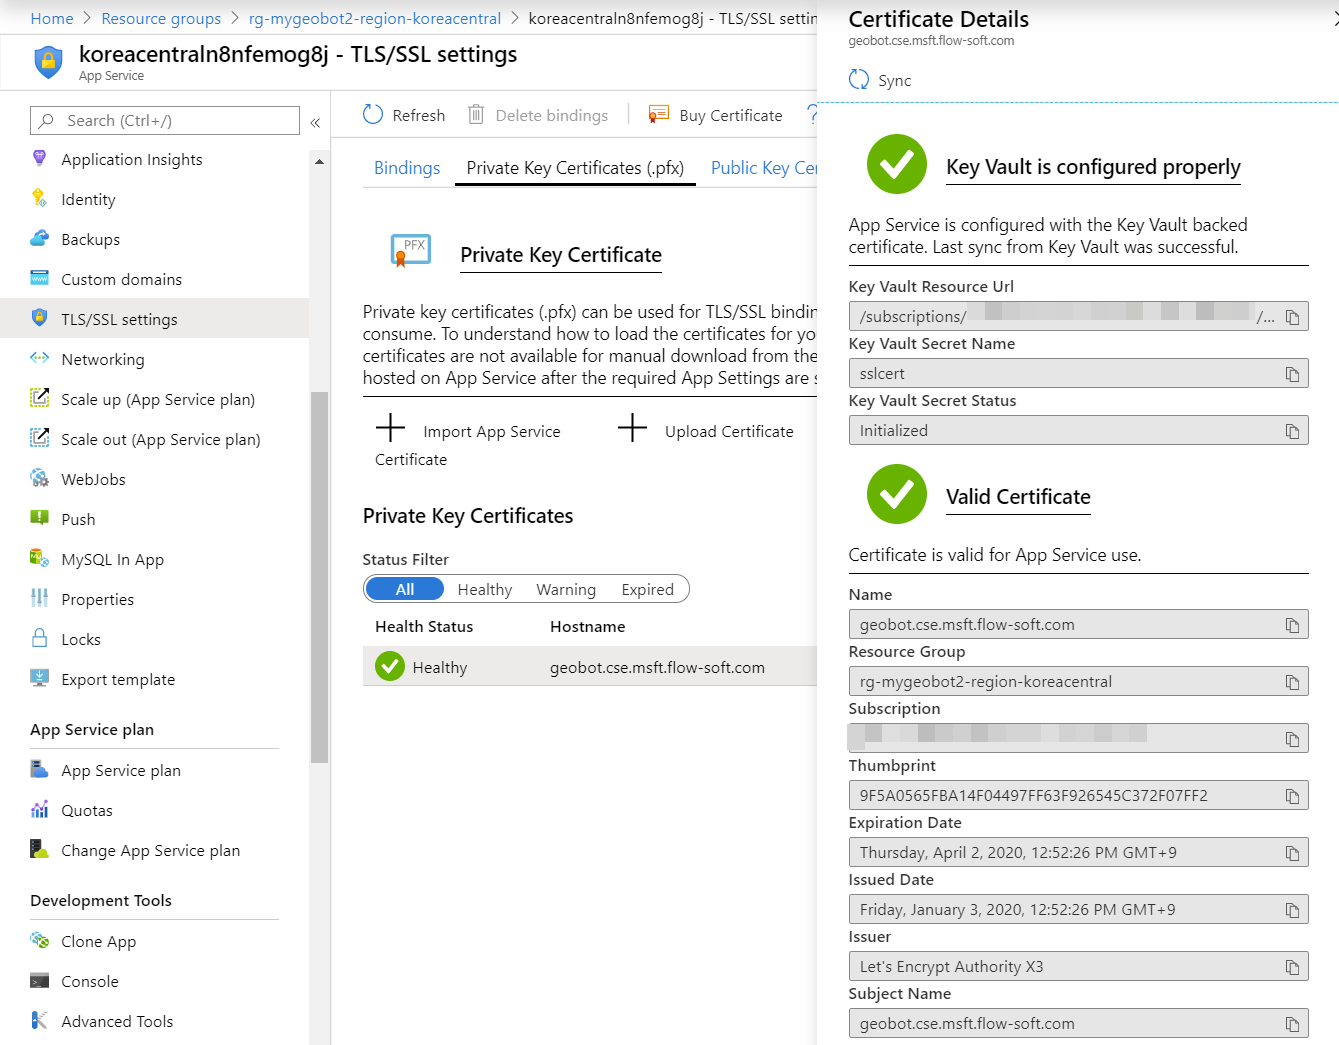 Home > Resource groups > rg-mygeobot2-region-koreacentral > koreacentraln8nfemog8j - TLS/SSL
koreacentraln8nfemog8j - TLS/SSL settings
App Service
Search (Ctrl+/)
«
Application Insights
Identity
Backups
Custom domains
TLS/SSL settings
Networking
Scale up (App Service plan)
Scale out (App Service plan)
WebJobs
Push
MySQL In App
Properties
Locks
Export template
App Service plan
App Service plan
Quotas
Change App Service plan
Development Tools
Clone App
Console
Advanced Tools
Refresh
Delete bindings
Buy Certificate
?
Bindings
Private Key Certificates (.pfx)
Public Key Cer
PFX
Private Key Certificate
Private key certificates (.pfx) can be used for TLS/SSL bindin
consume. To understand how to load the certificates for yo
certificates are not available for manual download from the
hosted on App Service after the required App Settings are s
Import App Service
Certificate
Upload Certificate
Private Key Certificates
Status Filter
All Healthy Warning Expired
Health Status Hostname
Healthy geobot.cse.msft.flow-soft.com
Certificate Details
geobot.cse.msft.flow-soft.com
Sync
Key Vault is configured properly
App Service is configured with the Key Vault backed
certificate. Last sync from Key Vault was successful.
Key Vault Resource Url
/subscriptions/ /...
Key Vault Secret Name
sslcert
Key Vault Secret Status
Initialized
Valid Certificate
Certificate is valid for App Service use.
Name
geobot.cse.msft.flow-soft.com
Resource Group
rg-mygeobot2-region-koreacentral
Subscription
Thumbprint
9F5A0565FBA14F04497FF63F926545C372F07FF2
Expiration Date
Thursday, April 2, 2020, 12:52:26 PM GMT+9
Issued Date
Friday, January 3, 2020, 12:52:26 PM GMT+9
Issuer
Let's Encrypt Authority X3
Subject Name
geobot.cse.msft.flow-soft.com